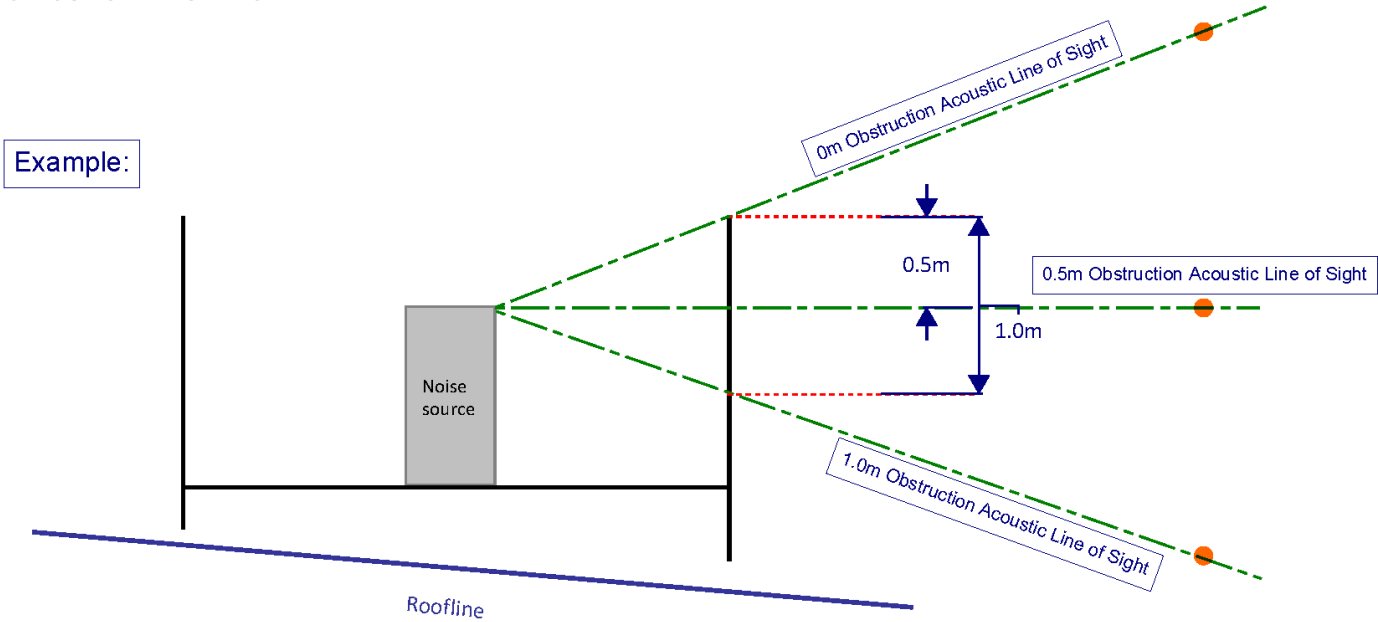 0m Obstruction Acoustic Line of Sight
Example:
0.5m
0.5m Obstruction Acoustic Line of Sight
1.0m
Noise
source
1.0m Obstruction Acoustic Line of Sight
Roofline